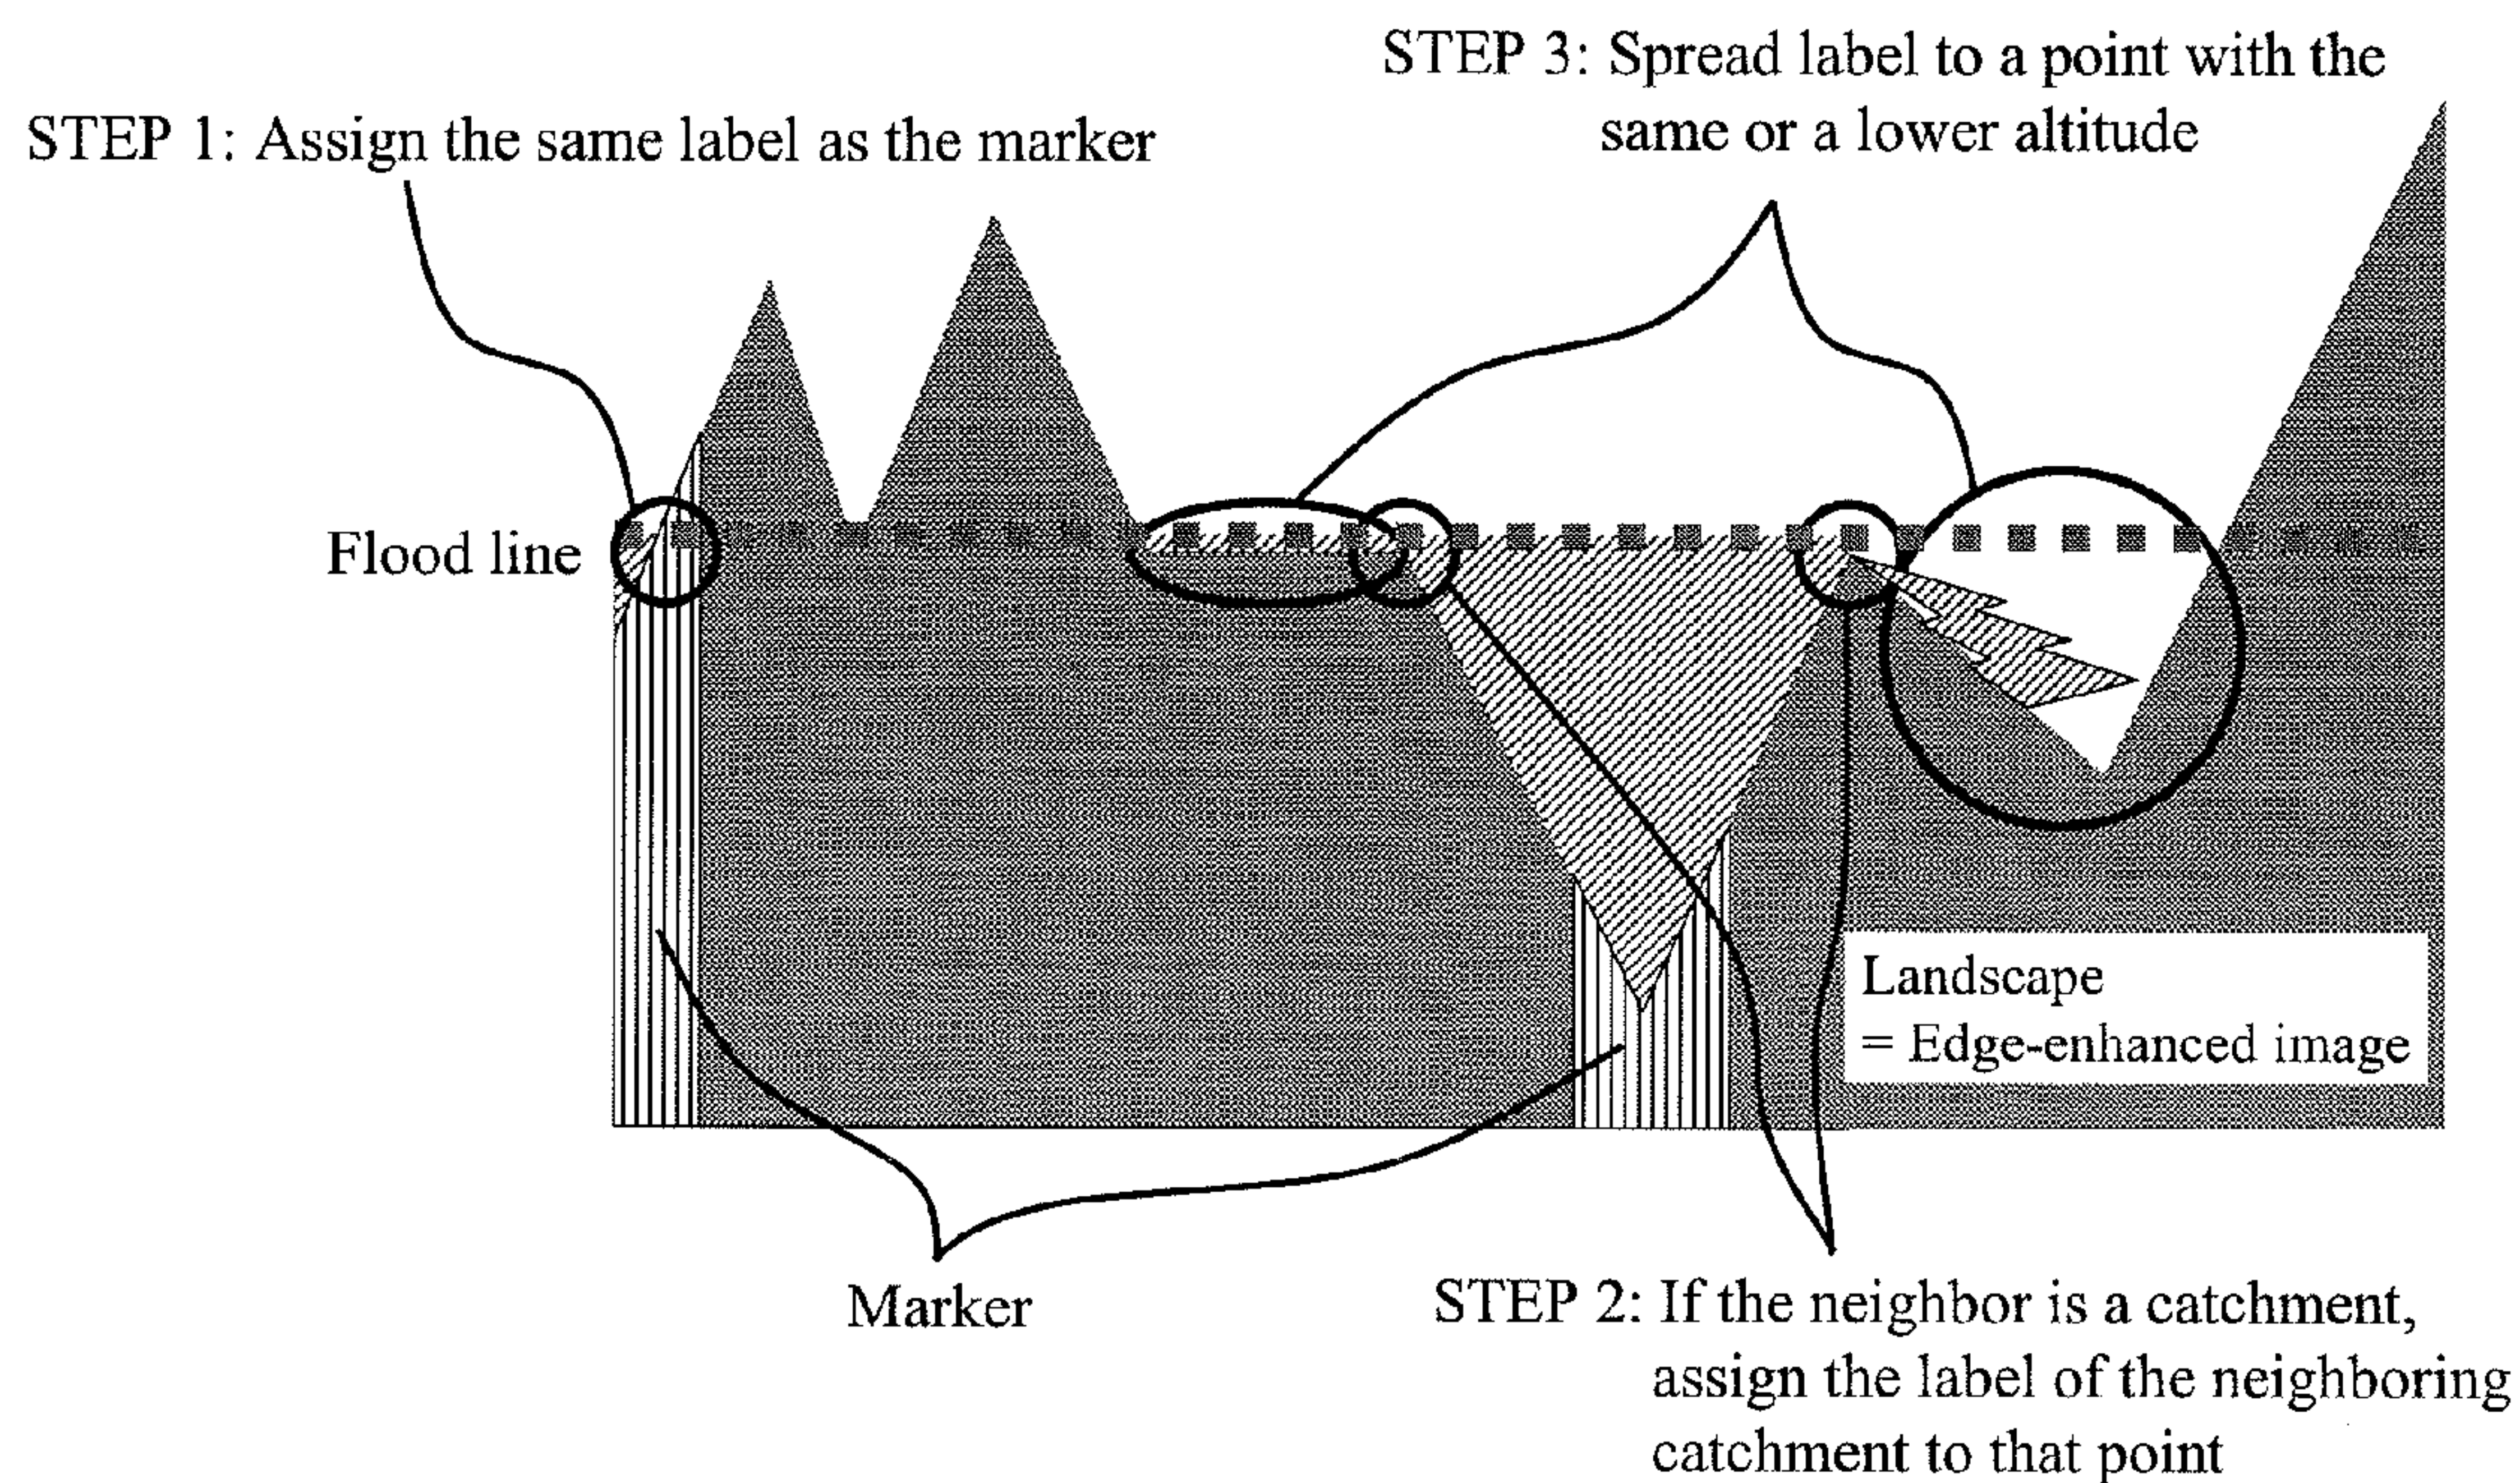 STEP 3: Spread label to a point with the
same or a lower altitude
STEP 1: Assign the same label as the marker
Flood line
Landscape
= Edge-enhanced image
Marker
STEP 2: If the neighbor is a catchment,
assign the label of the neighboring
catchment to that point